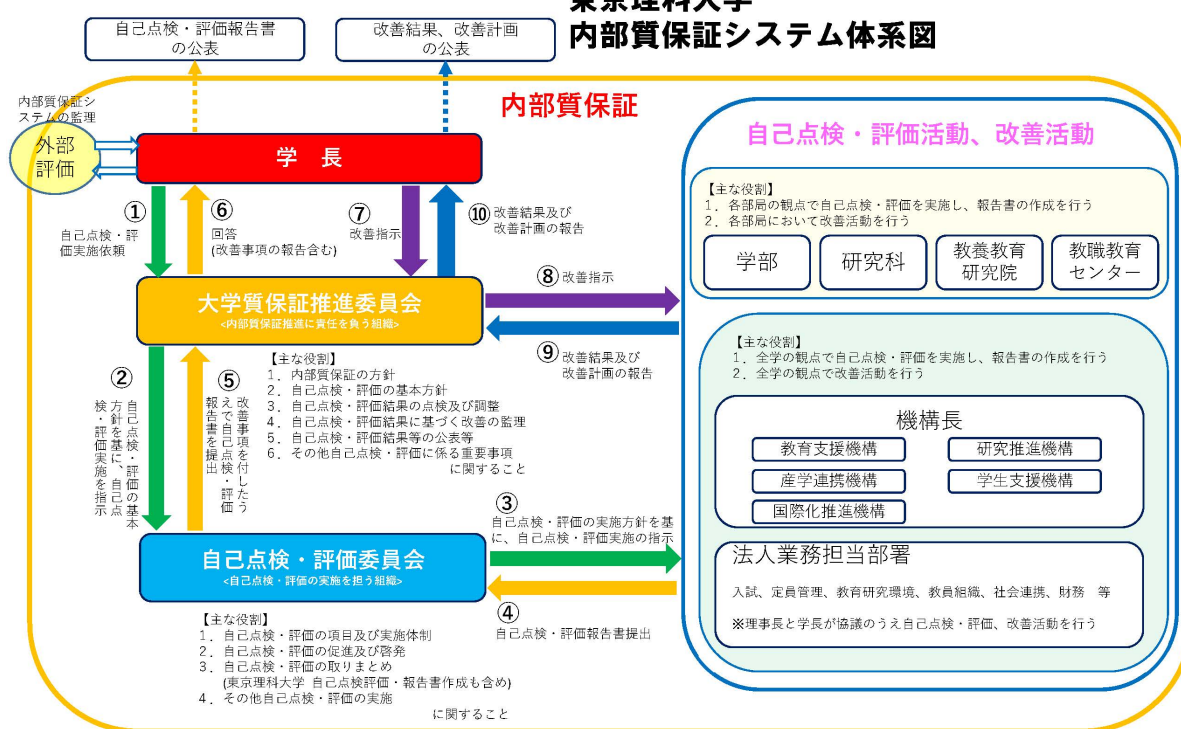 東京理科大学
内部質保証システム体系図
自己点検・評価報告書
の公表
改善結果、改善計画
の公表
内部質保証シ
ステムの監理
外部
評価
内部質保証
学　長
①
自己点検・評
価実施依頼
⑥
回答
(改善事項の報告含む)
⑦
改善指示
⑩
改善結果及び
改善計画の報告
大学質保証推進委員会
<内部質保証推進に責任を負う組織>
⑧改善指示
⑨
改善結果及び
改善計画の報告
②
自己点検・評価の基本
方針を基に、自己点
検・評価実施を指示
⑤
改善事項を付したう
えで自己点検・評価
報告書を提出
【主な役割】
1．内部質保証の方針
2．自己点検・評価の基本方針
3．自己点検・評価結果の点検及び調整
4．自己点検・評価結果に基づく改善の監理
5．自己点検・評価結果等の公表等
6．その他自己点検・評価に係る重要事項
に関すること
③
自己点検・評価の実施方針を基
に、自己点検・評価実施の指示
自己点検・評価委員会
<自己点検・評価の実施を担う組織>
④
自己点検・評価報告書提出
【主な役割】
1．自己点検・評価の項目及び実施体制
2．自己点検・評価の促進及び啓発
3．自己点検・評価の取りまとめ
(東京理科大学 自己点検評価・報告書作成も含め)
4．その他自己点検・評価の実施
に関すること
自己点検・評価活動、改善活動
【主な役割】
1．各部局の観点で自己点検・評価を実施し、報告書の作成を行う
2．各部局において改善活動を行う
学部
研究科
教養教育
研究院
教職教育
センター
【主な役割】
1．全学の観点で自己点検・評価を実施し、報告書の作成を行う
2．全学の観点で改善活動を行う
機構長
教育支援機構
研究推進機構
産学連携機構
学生支援機構
国際化推進機構
法人業務担当部署
入試、定員管理、教育研究環境、教員組織、社会連携、財務　等
※理事長と学長が協議のうえ自己点検・評価、改善活動を行う